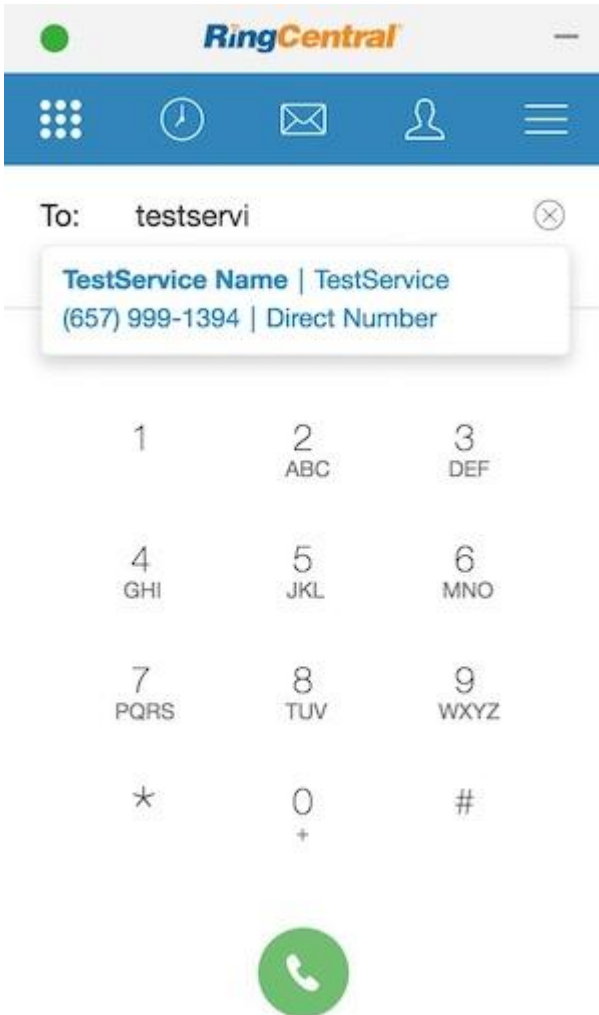 RingCentral
To: testservi
TestService Name | TestService
(657) 999-1394 | Direct Number
1 2 3
ABC DEF
4 5 6
GHI JKL MNO
7 8 9
PQRS TUV WXYZ
* 0 #
+